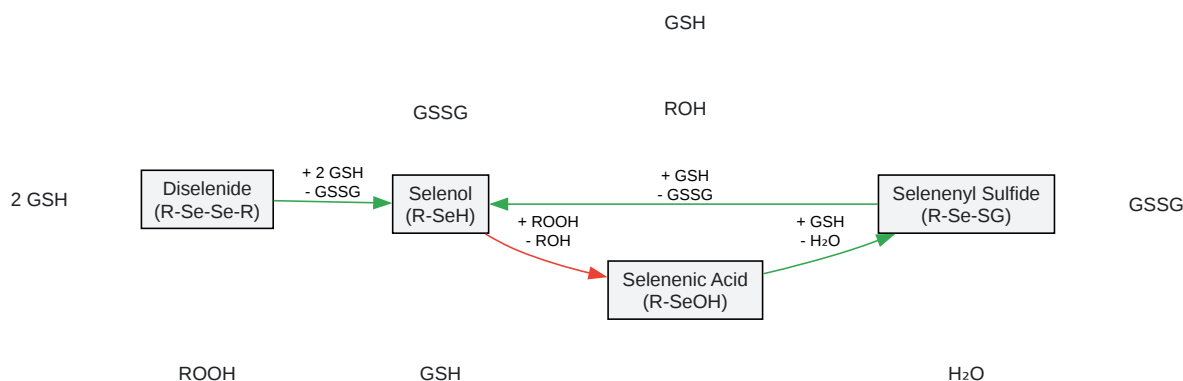 GSH
GSSG
ROH
2 GSH
Diselenide
(R-Se-Se-R)
+ 2 GSH
- GSSG
Selenol
(R-SeH)
+ GSH
- GSSG
Selenenyl Sulfide
(R-Se-SG)
GSSG
+ ROOH
- ROH
+ GSH
- H₂O
Selenenic Acid
(R-SeOH)
ROOH
GSH
H₂O